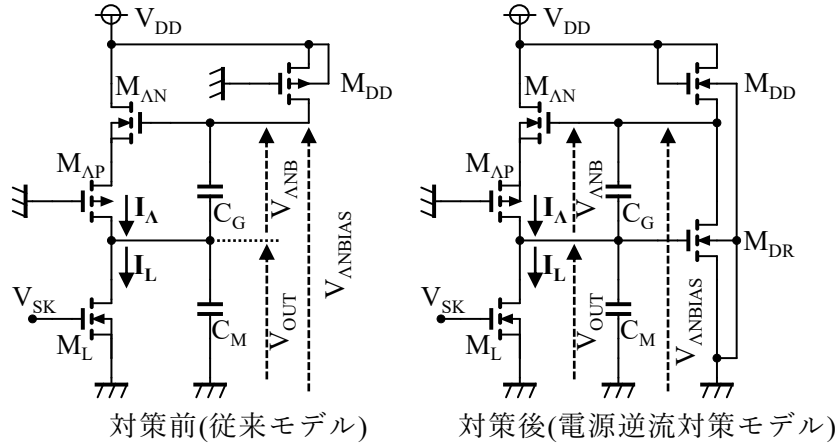 V_DD
M_ΛN
M_DD
M_ΛP
I_Λ
C_G
V_ΛNB
V_ΛNBIAS
I_L
V_SK
M_L
C_M
V_OUT
対策前(従来モデル)
V_DD
M_ΛN
M_DD
M_ΛP
I_Λ
C_G
V_ΛNB
M_DR
I_L
V_SK
M_L
C_M
V_OUT
V_ΛNBIAS
対策後(電源逆流対策モデル)